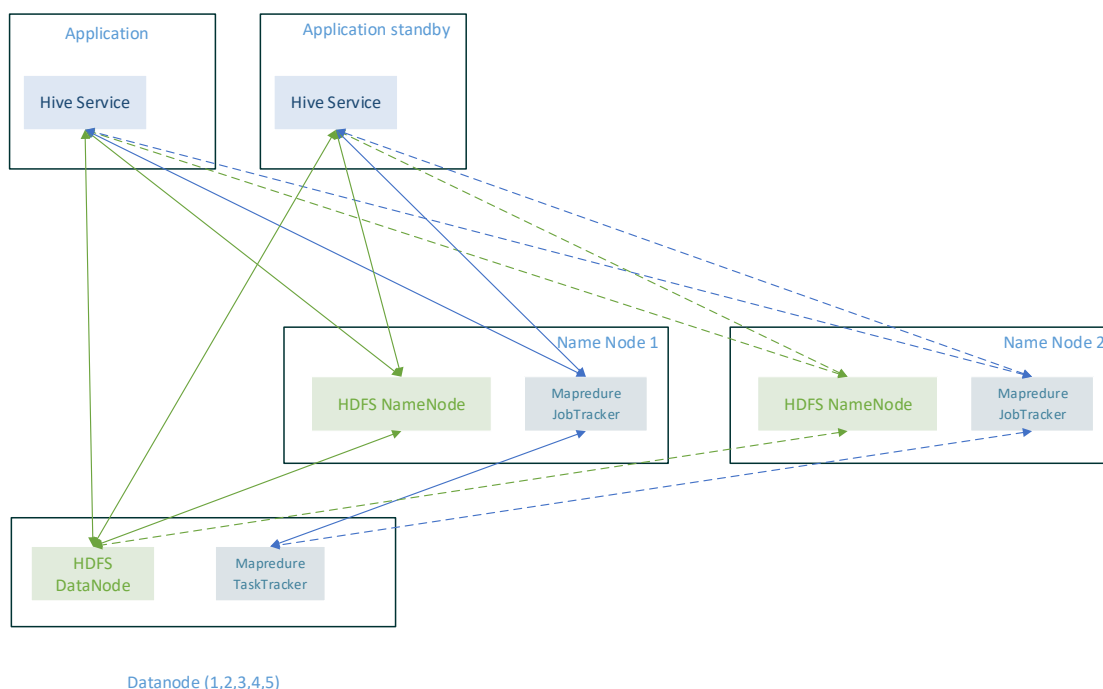 Application
Application standby
Hive Service
Hive Service
Name Node 1
Name Node 2
HDFS NameNode
Mapredure
JobTracker
HDFS NameNode
Mapredure
JobTracker
HDFS
DataNode
Mapredure
TaskTracker
Datanode (1,2,3,4,5)